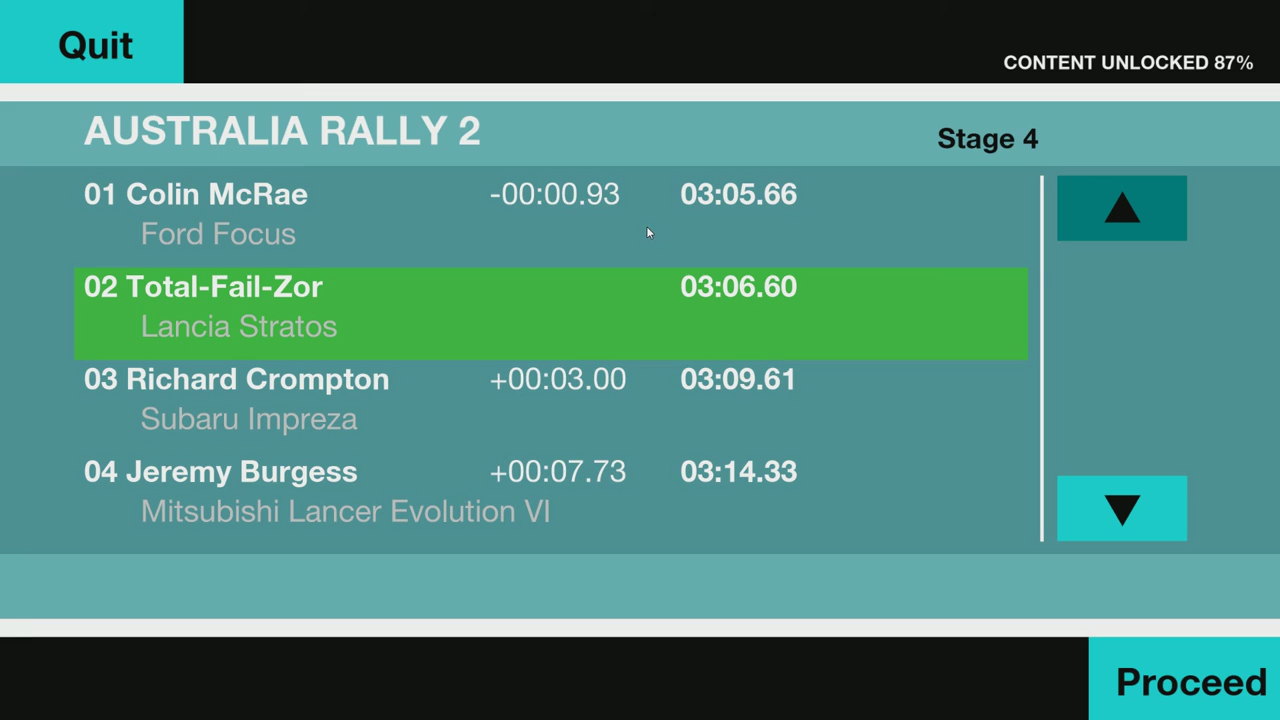 Quit
CONTENT UNLOCKED 87%
AUSTRALIA RALLY 2
Stage 4
01 Colin McRae -00:00.93 03:05.66
Ford Focus
02 Total-Fail-Zor 03:06.60
Lancia Stratos
03 Richard Crompton +00:03.00 03:09.61
Subaru Impreza
04 Jeremy Burgess +00:07.73 03:14.33
Mitsubishi Lancer Evolution VI
Proceed